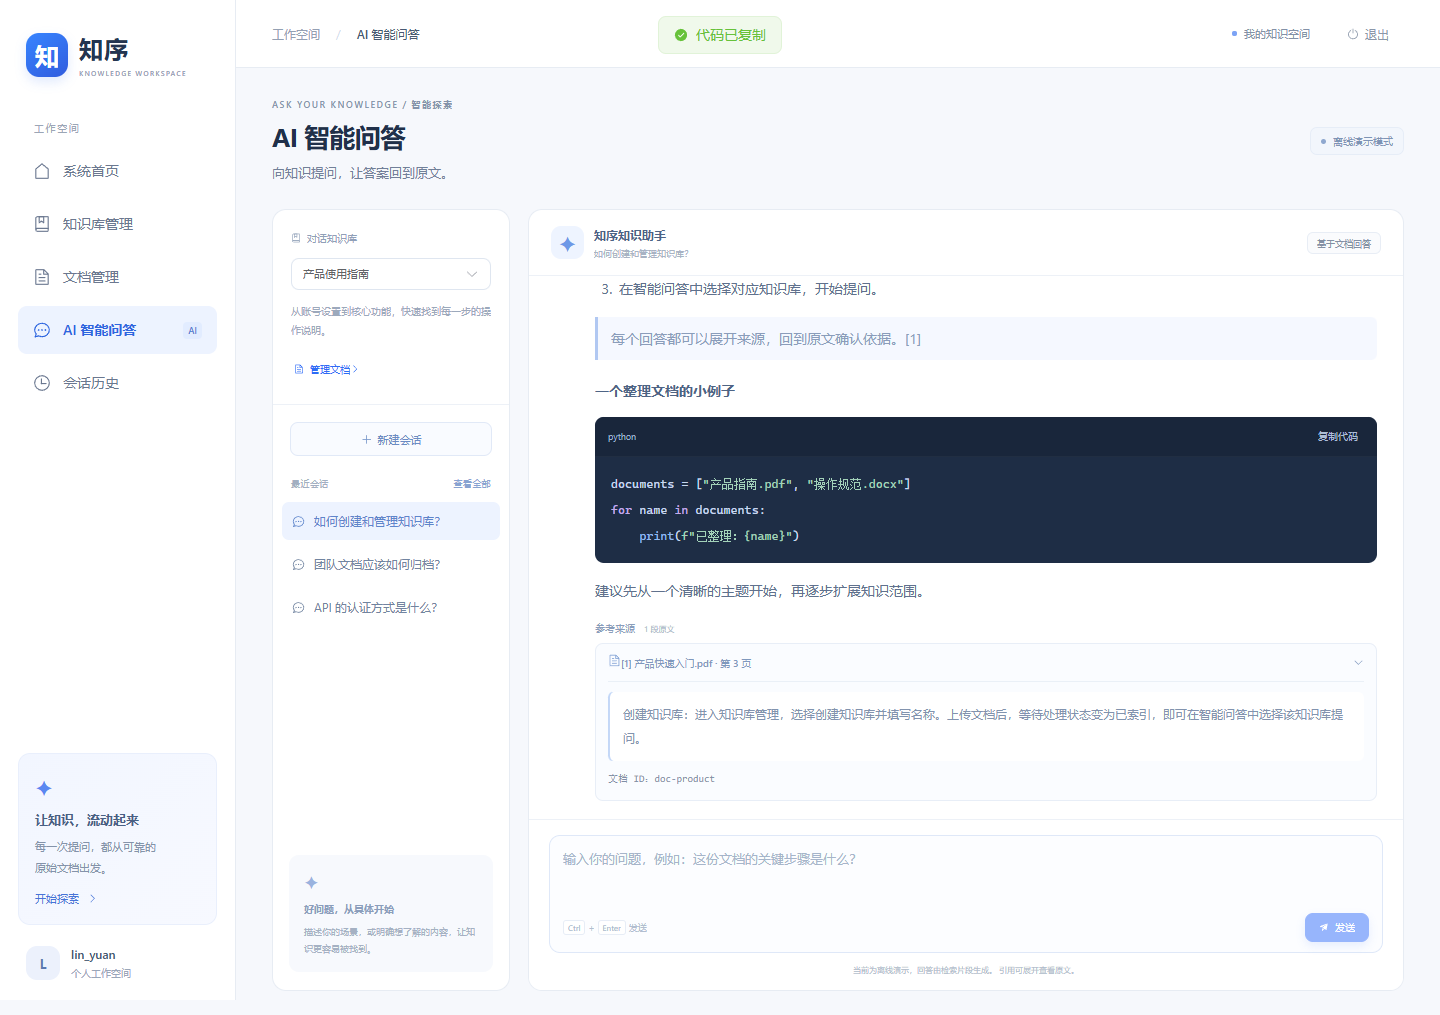 知
知序
KNOWLEDGE WORKSPACE
工作空间
系统首页
知识库管理
文档管理
AI 智能问答
AI
会话历史
让知识，流动起来
每一次提问，都从可靠的
原始文档出发。
开始探索
L
lin_yuan
个人工作空间
工作空间 / AI 智能问答
代码已复制
我的知识空间
退出
ASK YOUR KNOWLEDGE / 智能探索
AI 智能问答
向知识提问，让答案回到原文。
离线演示模式
对话知识库
产品使用指南
从账号设置到核心功能，快速找到每一步的操
作说明。
管理文档
新建会话
最近会话
查看全部
如何创建和管理知识库？
团队文档应该如何归档？
API 的认证方式是什么？
好问题，从具体开始
描述你的场景，或明确想了解的内容，让知
识更容易被找到。
知序知识助手
如何创建和管理知识库？
基于文档回答
3. 在智能问答中选择对应知识库，开始提问。
每个回答都可以展开来源，回到原文确认依据。[1]
一个整理文档的小例子
python
复制代码
documents = ["产品指南.pdf", "操作规范.docx"]
for name in documents:
print(f"已整理：{name}")
建议先从一个清晰的主题开始，再逐步扩展知识范围。
参考来源 1 段原文
[1] 产品快速入门.pdf · 第 3 页
创建知识库：进入知识库管理，选择创建知识库并填写名称。上传文档后，等待处理状态变为已索引，即可在智能问答中选择该知识库提
问。
文档 ID：doc-product
输入你的问题，例如：这份文档的关键步骤是什么？
Ctrl + Enter 发送
发送
当前为离线演示，回答由检索片段生成。 引用可展开查看原文。